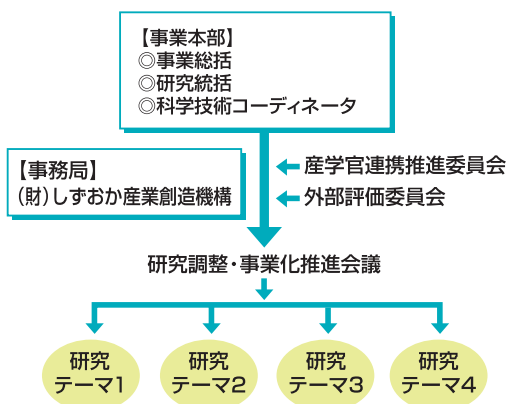 【事業本部】
◎事業総括
◎研究統括
◎科学技術コーディネータ
【事務局】
(財)しずおか産業創造機構
産学官連携推進委員会
外部評価委員会
研究調整・事業化推進会議
研究
テーマ1
研究
テーマ2
研究
テーマ3
研究
テーマ4